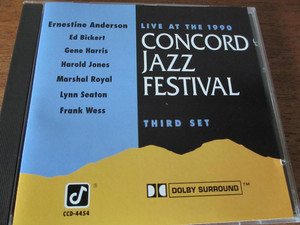 Ernestine Anderson
Ed Bickert
Gene Harris
Harold Jones
Marshal Royal
Lynn Seaton
Frank Wess
LIVE AT THE 1990
CONCORD
JAZZ
FESTIVAL
THIRD SET
CCD-4454
DOLBY SURROUND™